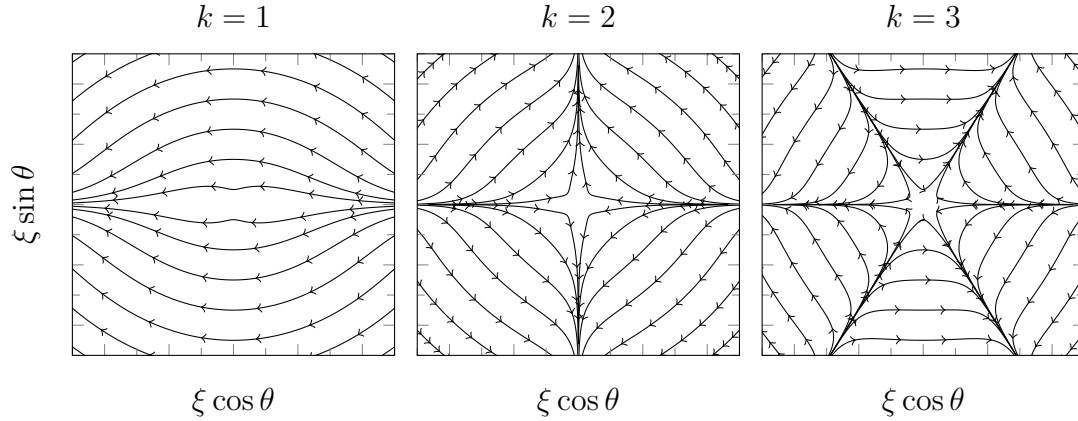 k = 1
k = 2
k = 3
ξ sin θ
ξ cos θ
ξ cos θ
ξ cos θ